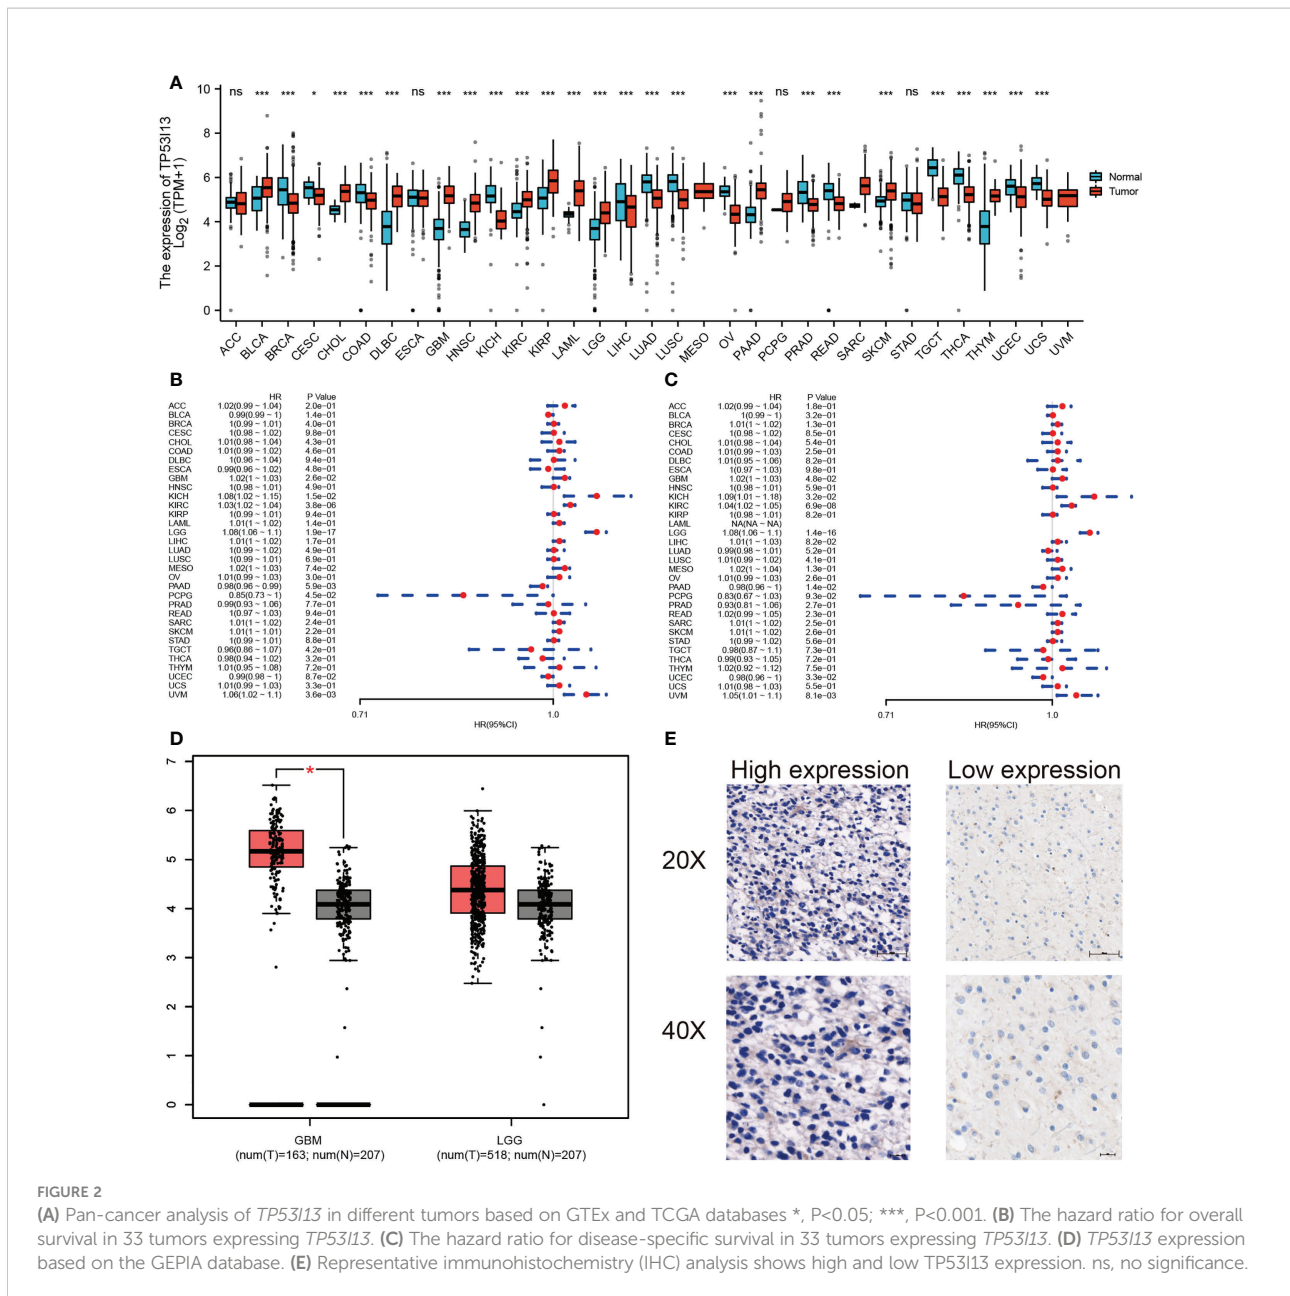 A
The expression of TP53I13
Log2 (TPM+1)
10
8
6
4
2
0
ns *** *** * *** *** *** ns *** *** *** *** *** *** *** *** *** *** *** *** ns *** *** *** ns *** *** *** *** ***
Normal
Tumor
ACC BLCA BRCA CESC CHOL COAD DLBC ESCA GBM HNSC KICH KIRC KIRP LAML LGG LIHC LUAD LUSC MESO OV PAAD PCPG PRAD READ SARC SKCM STAD TGCT THCA THYM UCEC UCS UVM
B
HR P Value
ACC 1.02(0.99 ~ 1.04) 2.0e-01
BLCA 0.99(0.99 ~ 1) 1.4e-01
BRCA 1(0.99 ~ 1.01) 4.0e-01
CESC 1(0.98 ~ 1.02) 9.8e-01
CHOL 1.01(0.98 ~ 1.04) 4.3e-01
COAD 1.01(0.99 ~ 1.02) 4.6e-01
DLBC 1(0.96 ~ 1.04) 9.4e-01
ESCA 0.99(0.96 ~ 1.02) 4.8e-01
GBM 1.02(1 ~ 1.03) 2.6e-02
HNSC 1(0.98 ~ 1.01) 4.9e-01
KICH 1.08(1.02 ~ 1.15) 1.5e-02
KIRC 1.03(1.02 ~ 1.04) 3.8e-06
KIRP 1(0.99 ~ 1.01) 9.4e-01
LAML 1.01(1 ~ 1.02) 1.4e-01
LGG 1.08(1.06 ~ 1.1) 1.9e-17
LIHC 1.01(1 ~ 1.02) 1.7e-01
LUAD 1(0.99 ~ 1.02) 4.9e-01
LUSC 1(0.99 ~ 1.01) 6.9e-01
MESO 1.02(1 ~ 1.03) 7.4e-02
OV 1.01(0.99 ~ 1.03) 3.0e-01
PAAD 0.98(0.96 ~ 0.99) 5.9e-03
PCPG 0.85(0.73 ~ 1) 4.5e-02
PRAD 0.99(0.93 ~ 1.06) 7.7e-01
READ 1(0.97 ~ 1.03) 9.4e-01
SARC 1.01(1 ~ 1.02) 2.4e-01
SKCM 1.01(1 ~ 1.01) 2.2e-01
STAD 1(0.99 ~ 1.01) 8.8e-01
TGCT 0.96(0.86 ~ 1.07) 4.2e-01
THCA 0.98(0.94 ~ 1.02) 3.2e-01
THYM 1.01(0.95 ~ 1.08) 7.2e-01
UCEC 0.99(0.98 ~ 1) 8.7e-02
UCS 1.01(0.99 ~ 1.03) 3.3e-01
UVM 1.06(1.02 ~ 1.1) 3.6e-03
0.71 1.0
HR(95%CI)
C
HR P Value
ACC 1.02(0.99 ~ 1.04) 1.8e-01
BLCA 1(0.99 ~ 1) 3.2e-01
BRCA 1.01(1 ~ 1.02) 1.3e-01
CESC 1(0.98 ~ 1.02) 8.5e-01
CHOL 1.01(0.98 ~ 1.04) 5.4e-01
COAD 1.01(0.99 ~ 1.03) 2.5e-01
DLBC 1.01(0.95 ~ 1.06) 8.2e-01
ESCA 1(0.97 ~ 1.03) 9.8e-01
GBM 1.02(1 ~ 1.03) 4.8e-02
HNSC 1(0.98 ~ 1.01) 5.9e-01
KICH 1.09(1.01 ~ 1.18) 3.2e-02
KIRC 1.04(1.02 ~ 1.05) 6.9e-08
KIRP 1(0.98 ~ 1.01) 8.2e-01
LAML NA(NA ~ NA)
LGG 1.08(1.06 ~ 1.1) 1.4e-16
LIHC 1.01(1 ~ 1.03) 8.2e-02
LUAD 0.99(0.98 ~ 1.01) 5.2e-01
LUSC 1.01(0.99 ~ 1.02) 4.1e-01
MESO 1.02(1 ~ 1.04) 1.3e-01
OV 1.01(0.99 ~ 1.03) 2.6e-01
PAAD 0.98(0.96 ~ 1) 1.4e-02
PCPG 0.83(0.67 ~ 1.03) 9.3e-02
PRAD 0.93(0.81 ~ 1.06) 2.7e-01
READ 1.02(0.99 ~ 1.05) 2.3e-01
SARC 1.01(1 ~ 1.02) 2.5e-01
SKCM 1.01(1 ~ 1.02) 2.6e-01
STAD 1(0.99 ~ 1.02) 5.6e-01
TGCT 0.98(0.87 ~ 1.1) 7.3e-01
THCA 0.99(0.93 ~ 1.05) 7.2e-01
THYM 1.02(0.92 ~ 1.12) 7.5e-01
UCEC 0.98(0.96 ~ 1) 3.3e-02
UCS 1.01(0.98 ~ 1.03) 5.5e-01
UVM 1.05(1.01 ~ 1.1) 8.1e-03
0.71 1.0
HR(95%CI)
D
7
6
5
4
3
2
1
0
*
GBM
(num(T)=163; num(N)=207)
LGG
(num(T)=518; num(N)=207)
E
High expression Low expression
20X
40X
FIGURE 2
(A) Pan-cancer analysis of TP53I13 in different tumors based on GTEx and TCGA databases *, P<0.05; ***, P<0.001. (B) The hazard ratio for overall
survival in 33 tumors expressing TP53I13. (C) The hazard ratio for disease-specific survival in 33 tumors expressing TP53I13. (D) TP53I13 expression
based on the GEPIA database. (E) Representative immunohistochemistry (IHC) analysis shows high and low TP53I13 expression. ns, no significance.